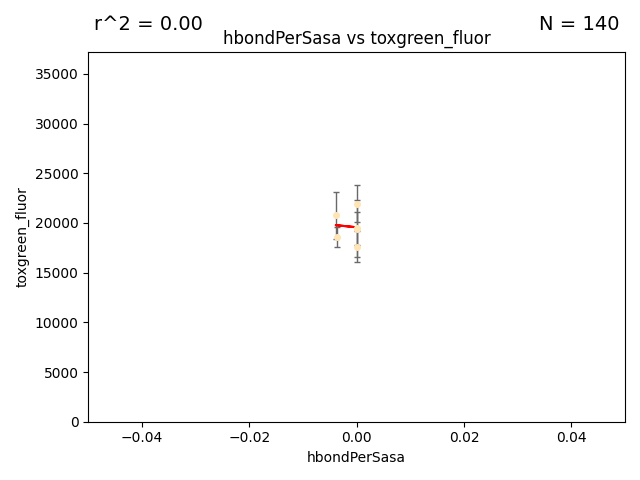 r^2 = 0.00
N = 140
hbondPerSasa vs toxgreen_fluor
35000
30000
25000
20000
15000
10000
5000
0
toxgreen_fluor
−0.04
−0.02
0.00
0.02
0.04
hbondPerSasa